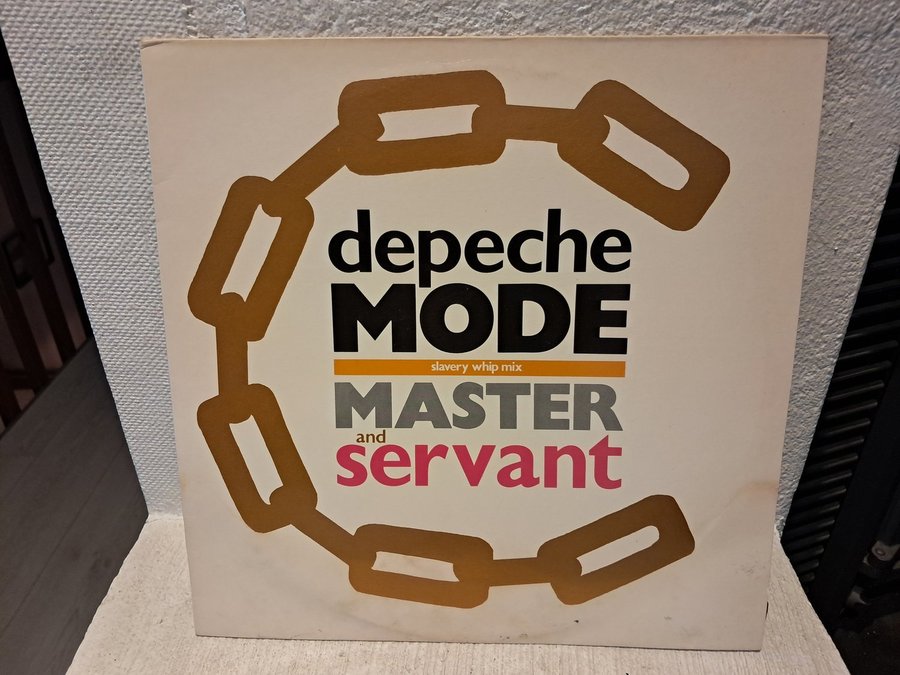 depeche
MODE
slavery whip mix
MASTER
and
servant